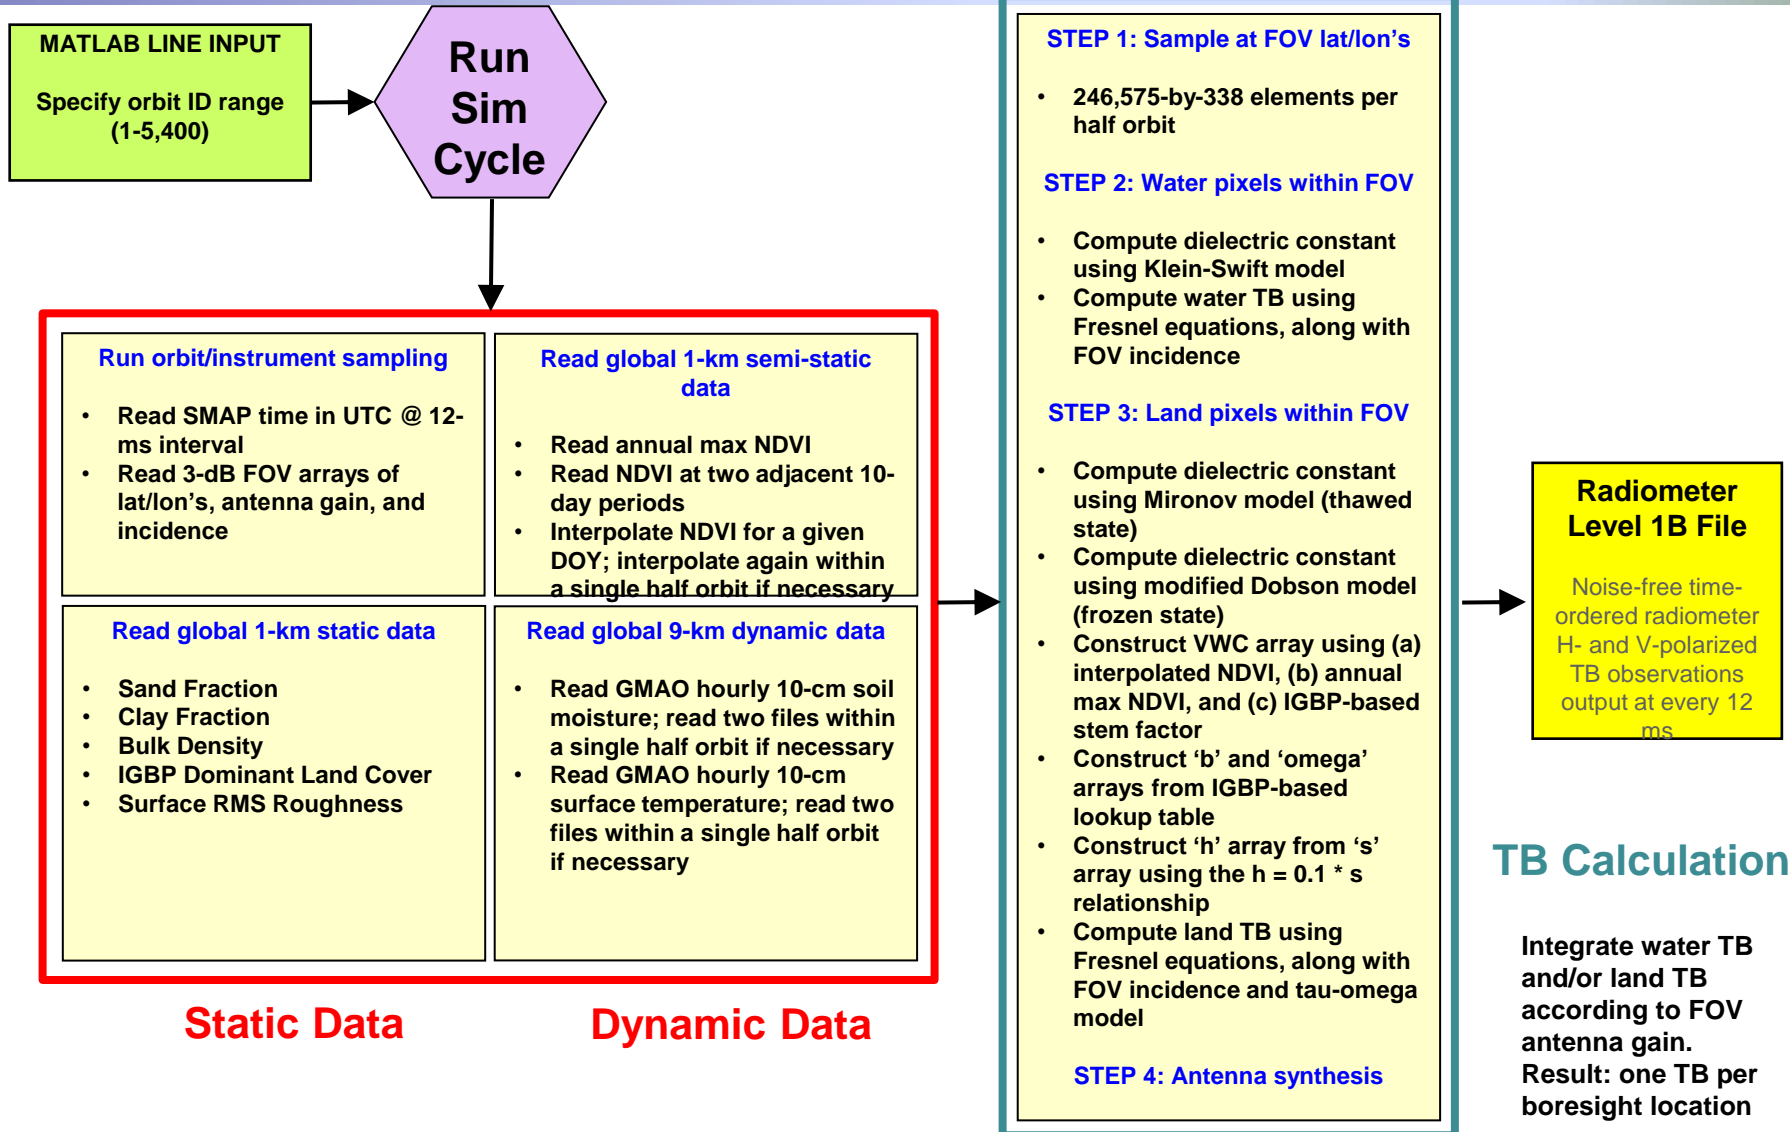 MATLAB LINE INPUT
Specify orbit ID range
(1-5,400)
Run
Sim
Cycle
Run orbit/instrument sampling
• Read SMAP time in UTC @ 12-
ms interval
• Read 3-dB FOV arrays of
lat/lon's, antenna gain, and
incidence
Read global 1-km semi-static
data
• Read annual max NDVI
• Read NDVI at two adjacent 10-
day periods
• Interpolate NDVI for a given
DOY; interpolate again within
a single half orbit if necessary
Read global 1-km static data
• Sand Fraction
• Clay Fraction
• Bulk Density
• IGBP Dominant Land Cover
• Surface RMS Roughness
Read global 9-km dynamic data
• Read GMAO hourly 10-cm soil
moisture; read two files within
a single half orbit if necessary
• Read GMAO hourly 10-cm
surface temperature; read two
files within a single half orbit
if necessary
Static Data
Dynamic Data
STEP 1: Sample at FOV lat/lon's
• 246,575-by-338 elements per
half orbit
STEP 2: Water pixels within FOV
• Compute dielectric constant
using Klein-Swift model
• Compute water TB using
Fresnel equations, along with
FOV incidence
STEP 3: Land pixels within FOV
• Compute dielectric constant
using Mironov model (thawed
state)
• Compute dielectric constant
using modified Dobson model
(frozen state)
• Construct VWC array using (a)
interpolated NDVI, (b) annual
max NDVI, and (c) IGBP-based
stem factor
• Construct ‘b’ and ‘omega’
arrays from IGBP-based
lookup table
• Construct ‘h’ array from ‘s’
array using the h = 0.1 * s
relationship
• Compute land TB using
Fresnel equations, along with
FOV incidence and tau-omega
model
STEP 4: Antenna synthesis
Radiometer
Level 1B File
Noise-free time-
ordered radiometer
H- and V-polarized
TB observations
output at every 12
ms
TB Calculation
Integrate water TB
and/or land TB
according to FOV
antenna gain.
Result: one TB per
boresight location